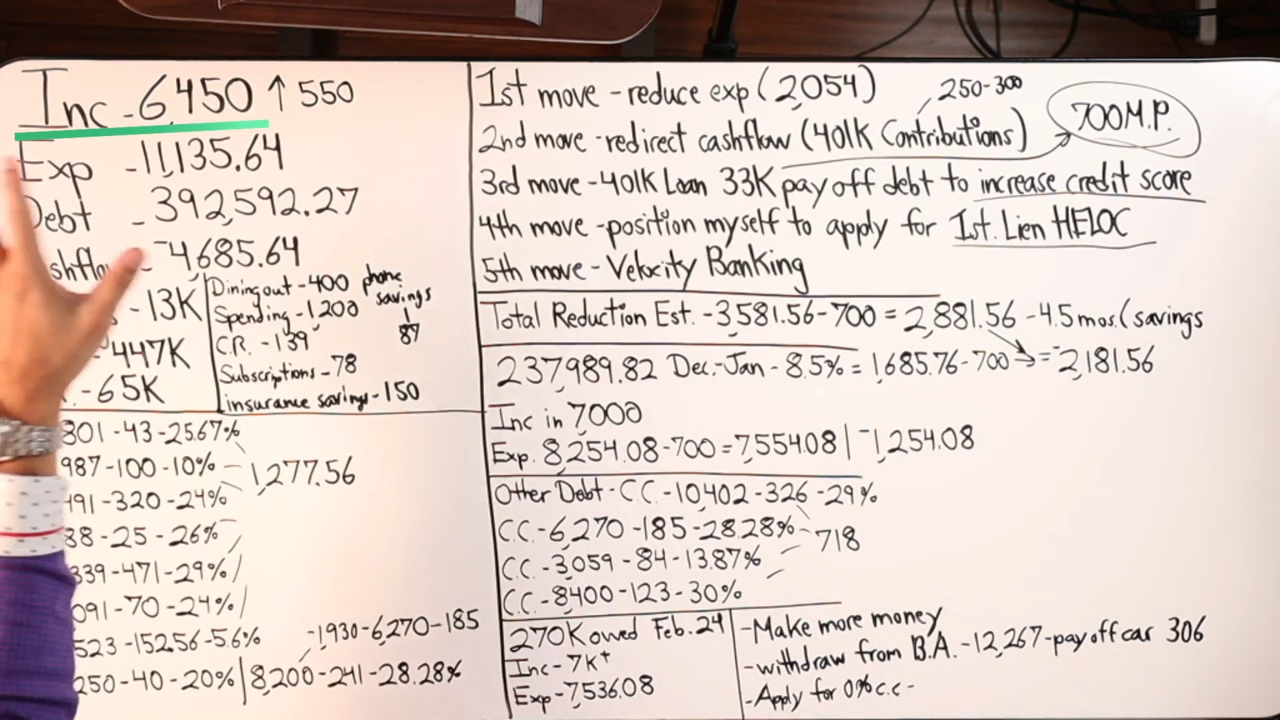 Inc - 6,450 ↑ 550
Exp - 11,135.64
Debt - 392,592.27
shflow - -4685.64
- 13K
447K
- 65K
Dining out - 400
phone savings
87
Spending - 1200
C.R. - 139
Subscriptions - 78
insurance savings - 150
801 - 43 - 25.67%
987 - 100 - 10%
1,277.56
491 - 320 - 24%
38 - 25 - 26%
339 - 471 - 29%
091 - 70 - 24%
523 - 152.56 - 5.6%
250 - 40 - 20%
-1930 - 6,270 - 185
8,200 - 241 - 28.28%
1st move - reduce exp (2,054)
250-300
2nd move - redirect cashflow (401K Contributions)
700 M.P.
3rd move - 401K Loan 33K pay off debt to increase credit score
4th move - position myself to apply for 1st. Lien HELOC
5th move - Velocity Banking
Total Reduction Est. - 3,581.56 - 700 = 2,881.56 - 4.5 mos. (savings
237,989.82 Dec.-Jan - 8.5% = 1,685.76 - 700 → = -2,181.56
Inc in 7000
Exp. 8,254.08 - 700 = 7,554.08 | -1,254.08
Other Debt - C.C. - 10,402 - 326 - 29%
C.C. - 6,270 - 185 - 28.28%
718
C.C. - 3,059 - 84 - 13.87%
C.C. - 8400 - 123 - 30%
270K owed Feb. 24
Inc - 7K+
Exp - 7,536.08
- Make more money
- withdraw from B.A. - 12,267 - pay off car 306
- Apply for 0% c.c -